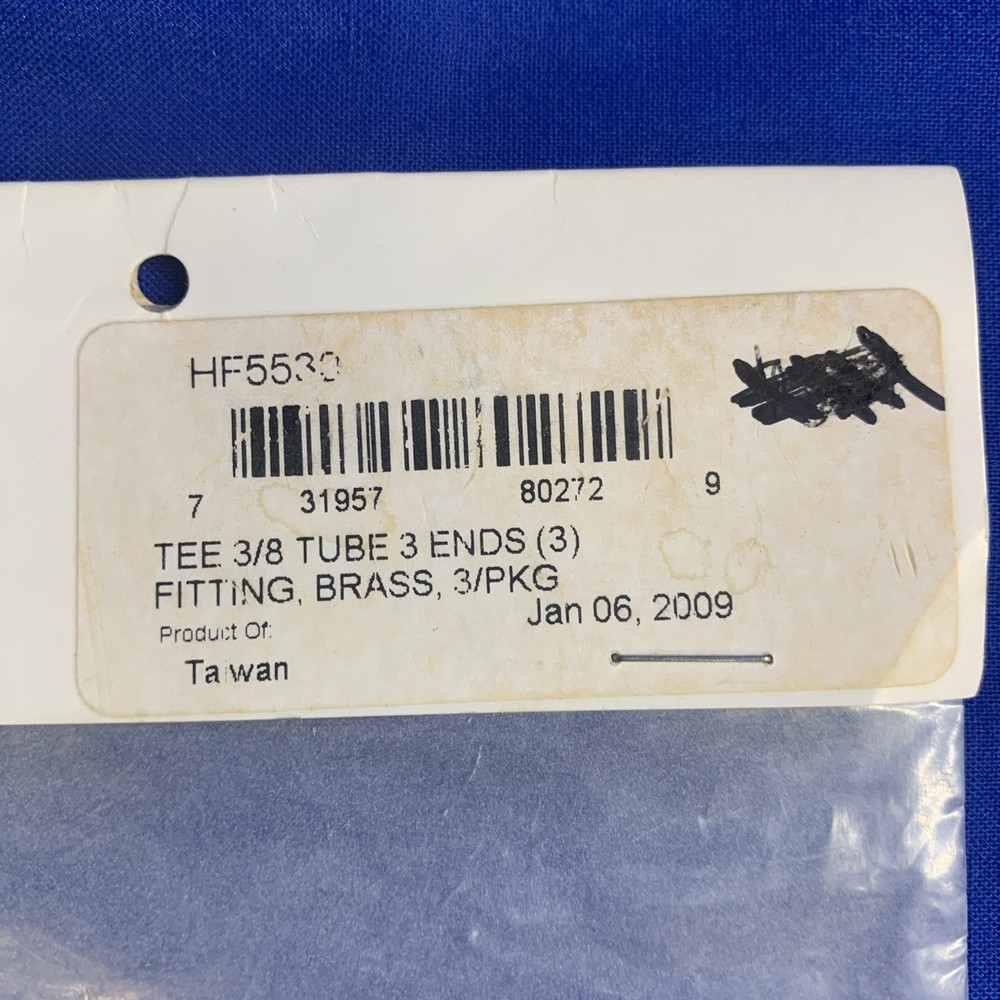 HF5530
7 31957 80272 9
TEE 3/8 TUBE 3 ENDS (3)
FITTING, BRASS, 3/PKG
Jan 06, 2009
Product Of:
Taiwan